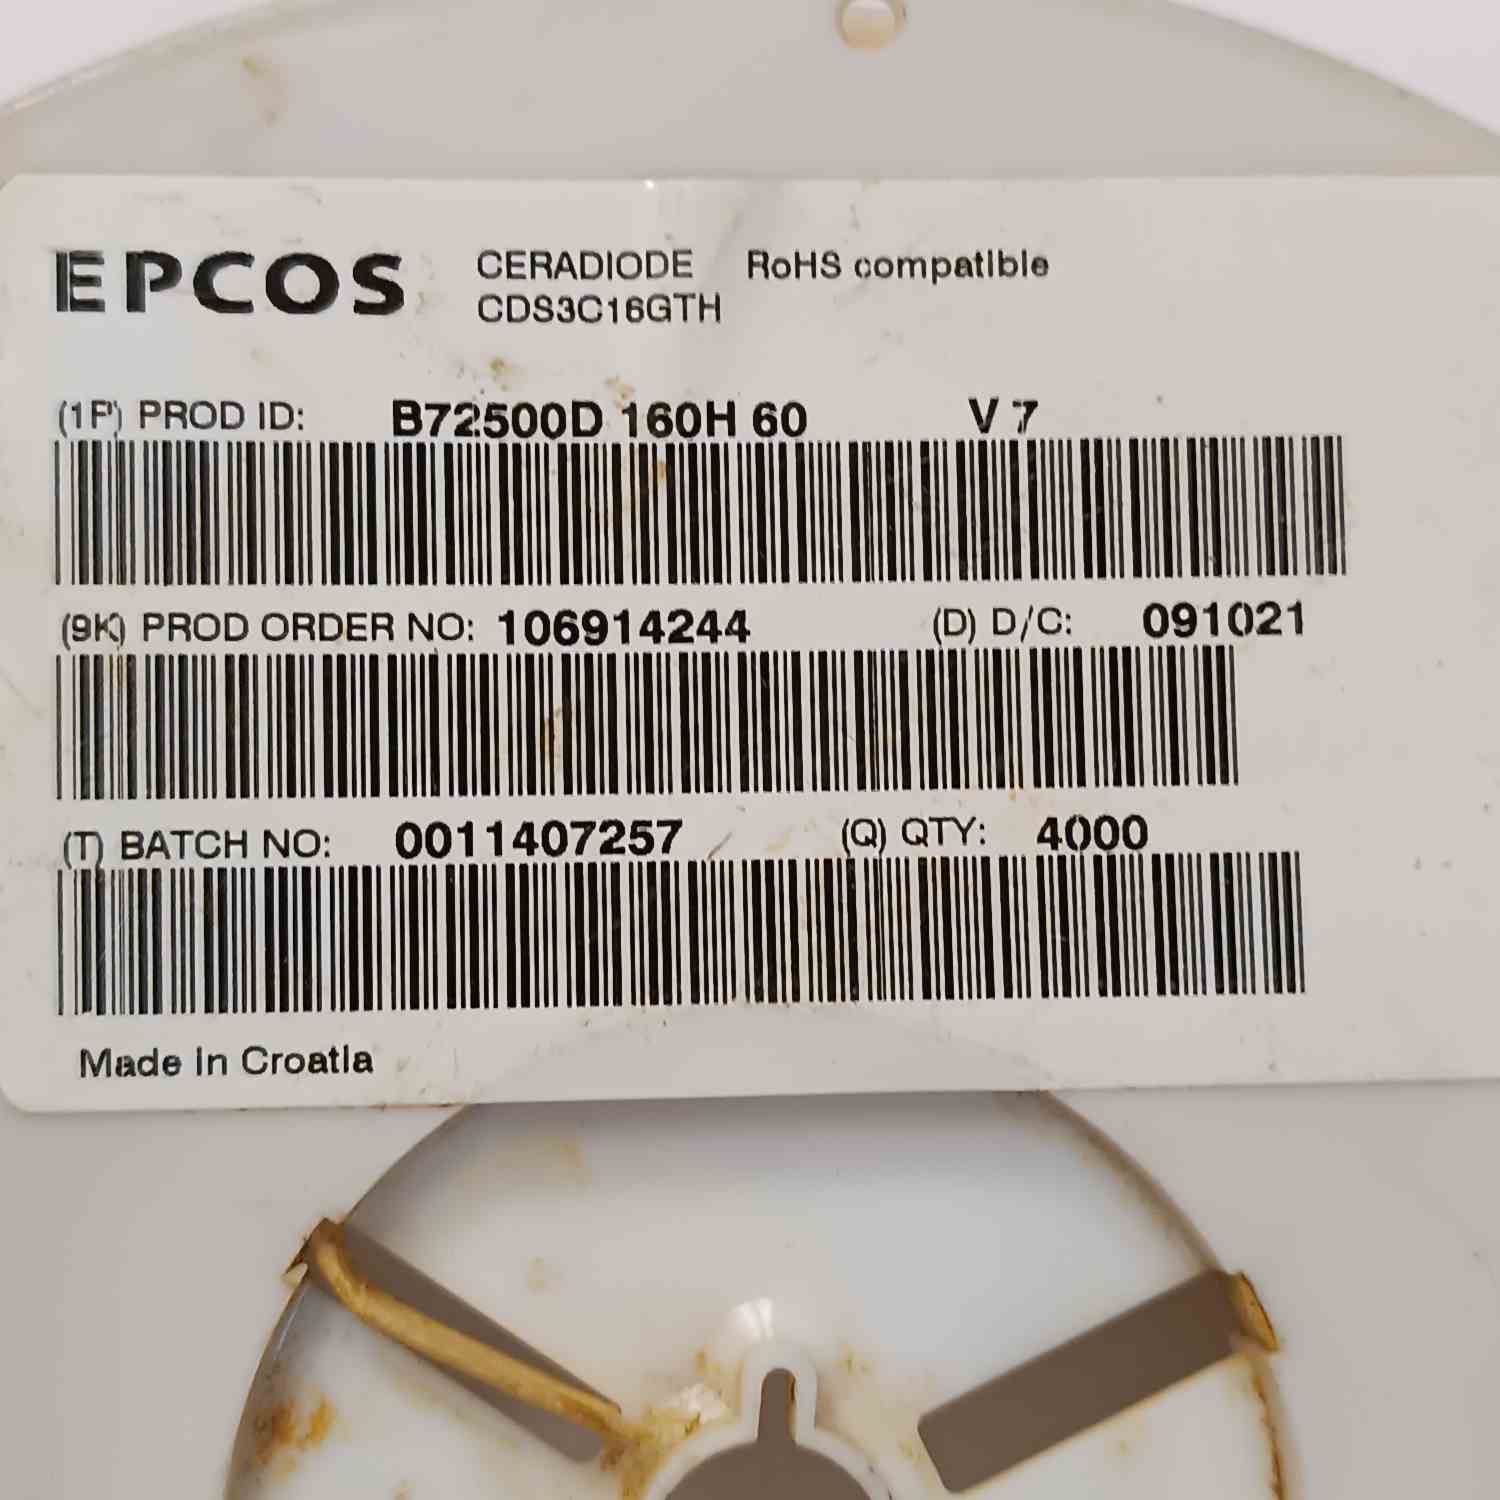 EPCOS CERADIODE RoHS compatible
CDS3C16GTH
(1P) PROD ID: B72500D 160H 60 V 7
(9K) PROD ORDER NO: 106914244 (D) D/C: 091021
(T) BATCH NO: 0011407257 (Q) QTY: 4000
Made in Croatia